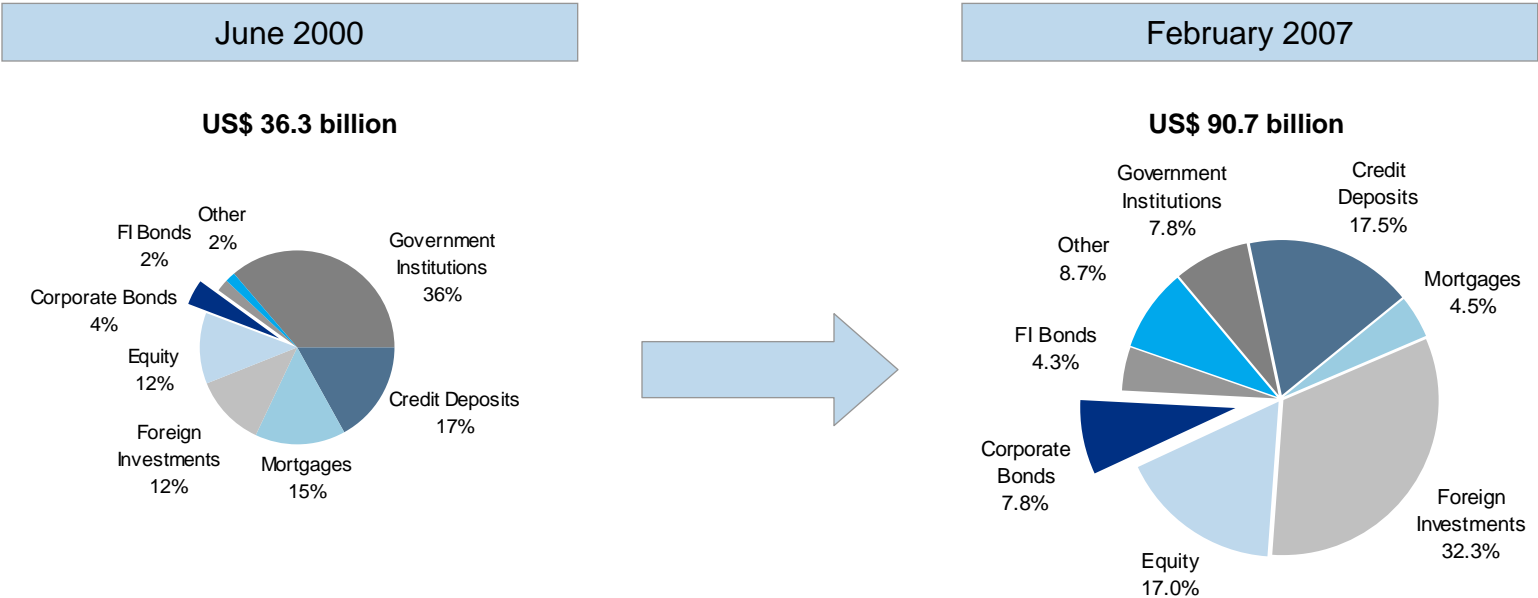 June 2000
US$ 36.3 billion
Other
2%
FI Bonds
2%
Government
Institutions
36%
Corporate Bonds
4%
Equity
12%
Credit Deposits
17%
Foreign
Investments
12%
Mortgages
15%
February 2007
US$ 90.7 billion
Government
Institutions
7.8%
Credit
Deposits
17.5%
Other
8.7%
Mortgages
4.5%
FI Bonds
4.3%
Corporate
Bonds
7.8%
Foreign
Investments
32.3%
Equity
17.0%